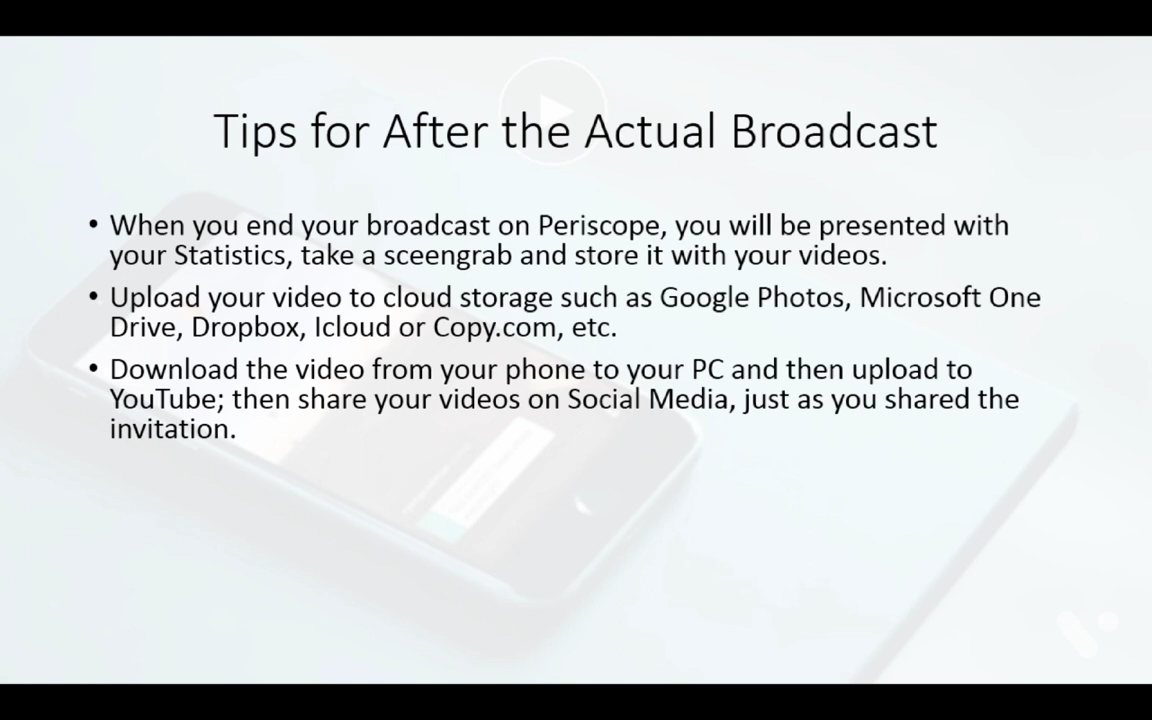 Tips for After the Actual Broadcast
• When you end your broadcast on Periscope, you will be presented with
your Statistics, take a sceengrab and store it with your videos.
• Upload your video to cloud storage such as Google Photos, Microsoft One
Drive, Dropbox, Icloud or Copy.com, etc.
• Download the video from your phone to your PC and then upload to
YouTube; then share your videos on Social Media, just as you shared the
invitation.